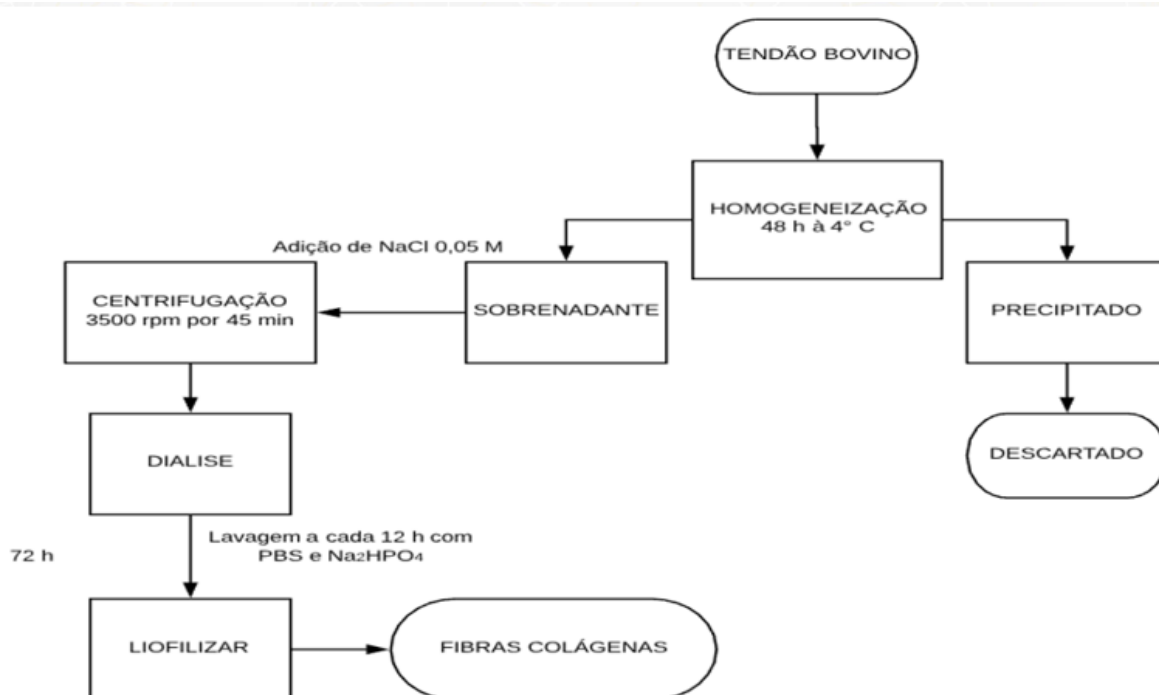 TENDÃO BOVINO
HOMOGENEIZAÇÃO
48 h à 4° C
Adição de NaCl 0,05 M
CENTRIFUGAÇÃO
3500 rpm por 45 min
SOBRENADANTE
PRECIPITADO
DIALISE
DESCARTADO
Lavagem a cada 12 h com
PBS e Na2HPO4
72 h
LIOFILIZAR
FIBRAS COLÁGENAS